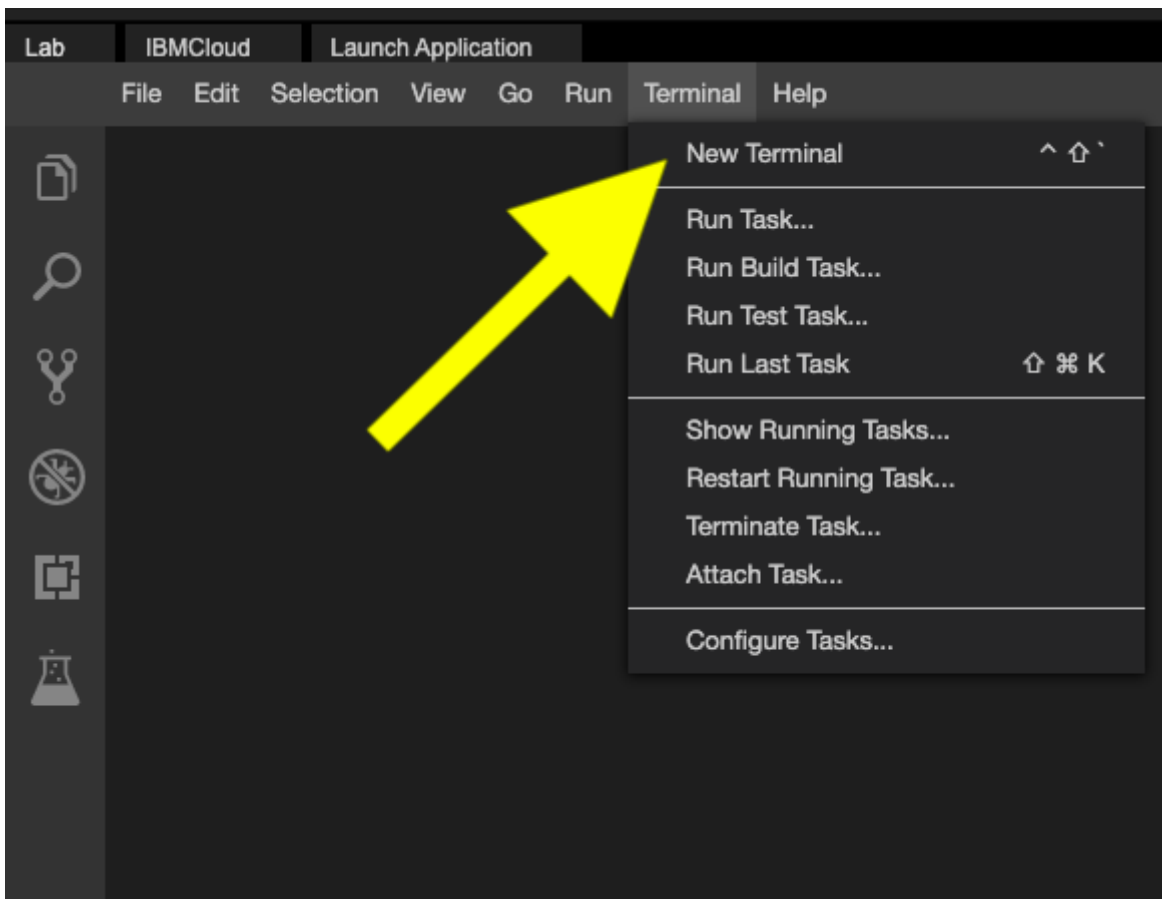 Lab IBMCloud Launch Application
File Edit Selection View Go Run Terminal Help
New Terminal ^ ⇧ `
Run Task...
Run Build Task...
Run Test Task...
Run Last Task ⇧ ⌘ K
Show Running Tasks...
Restart Running Task...
Terminate Task...
Attach Task...
Configure Tasks...